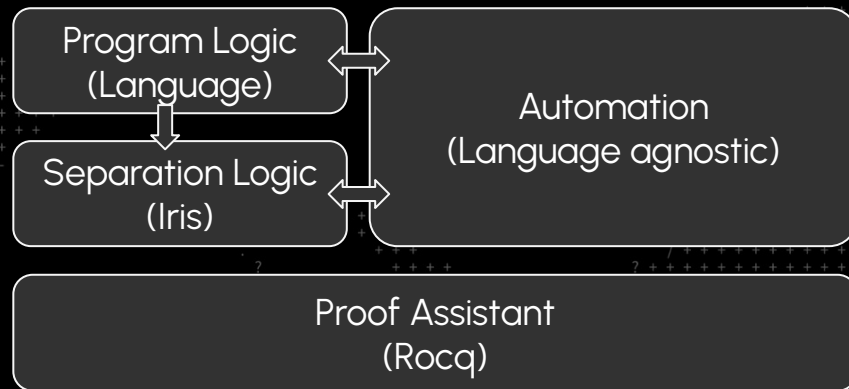 Program Logic
(Language)
Automation
(Language agnostic)
Separation Logic
(Iris)
Proof Assistant
(Rocq)